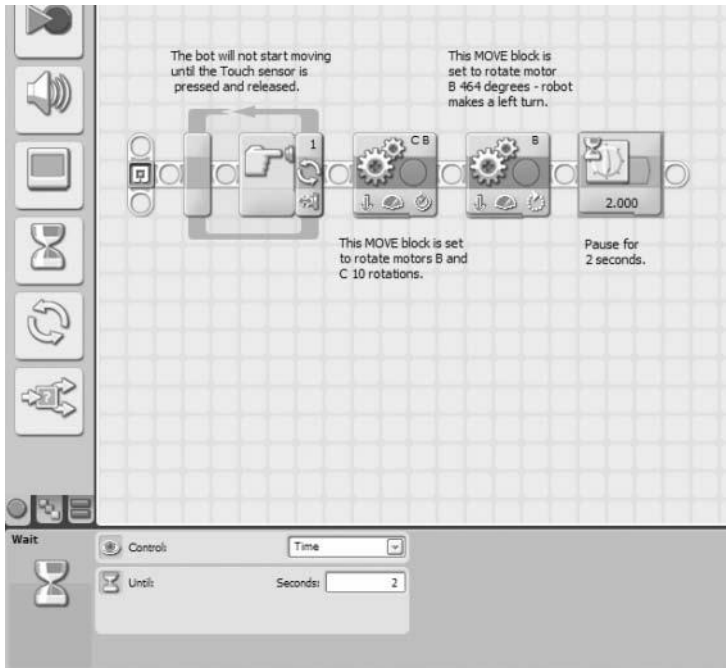 The bot will not start moving
until the Touch sensor is
pressed and released.
This MOVE block is
set to rotate motor
B 464 degrees - robot
makes a left turn.
1
C B
B
2.000
This MOVE block is set
to rotate motors B and
C 10 rotations.
Pause for
2 seconds.
?
Wait
Control:
Time
Until:
Seconds:
2